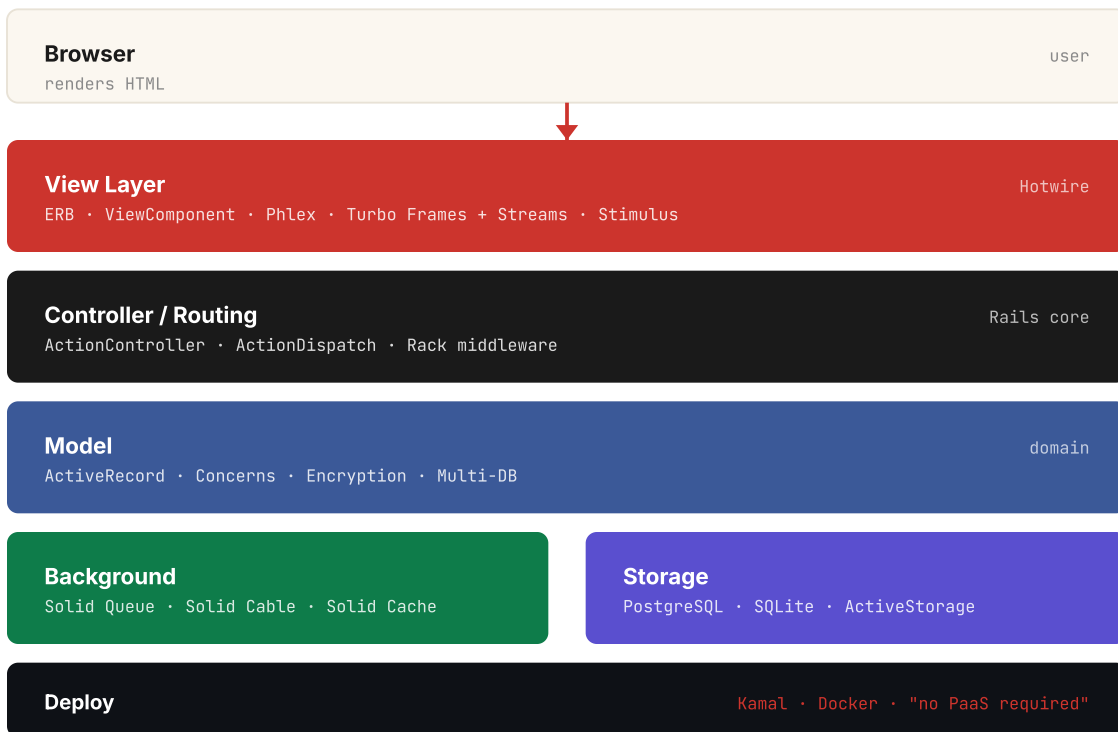 Browser
user
renders HTML
View Layer
Hotwire
ERB · ViewComponent · Phlex · Turbo Frames + Streams · Stimulus
Controller / Routing
Rails core
ActionController · ActionDispatch · Rack middleware
Model
domain
ActiveRecord · Concerns · Encryption · Multi-DB
Background
Solid Queue · Solid Cable · Solid Cache
Storage
PostgreSQL · SQLite · ActiveStorage
Deploy
Kamal · Docker · "no PaaS required"